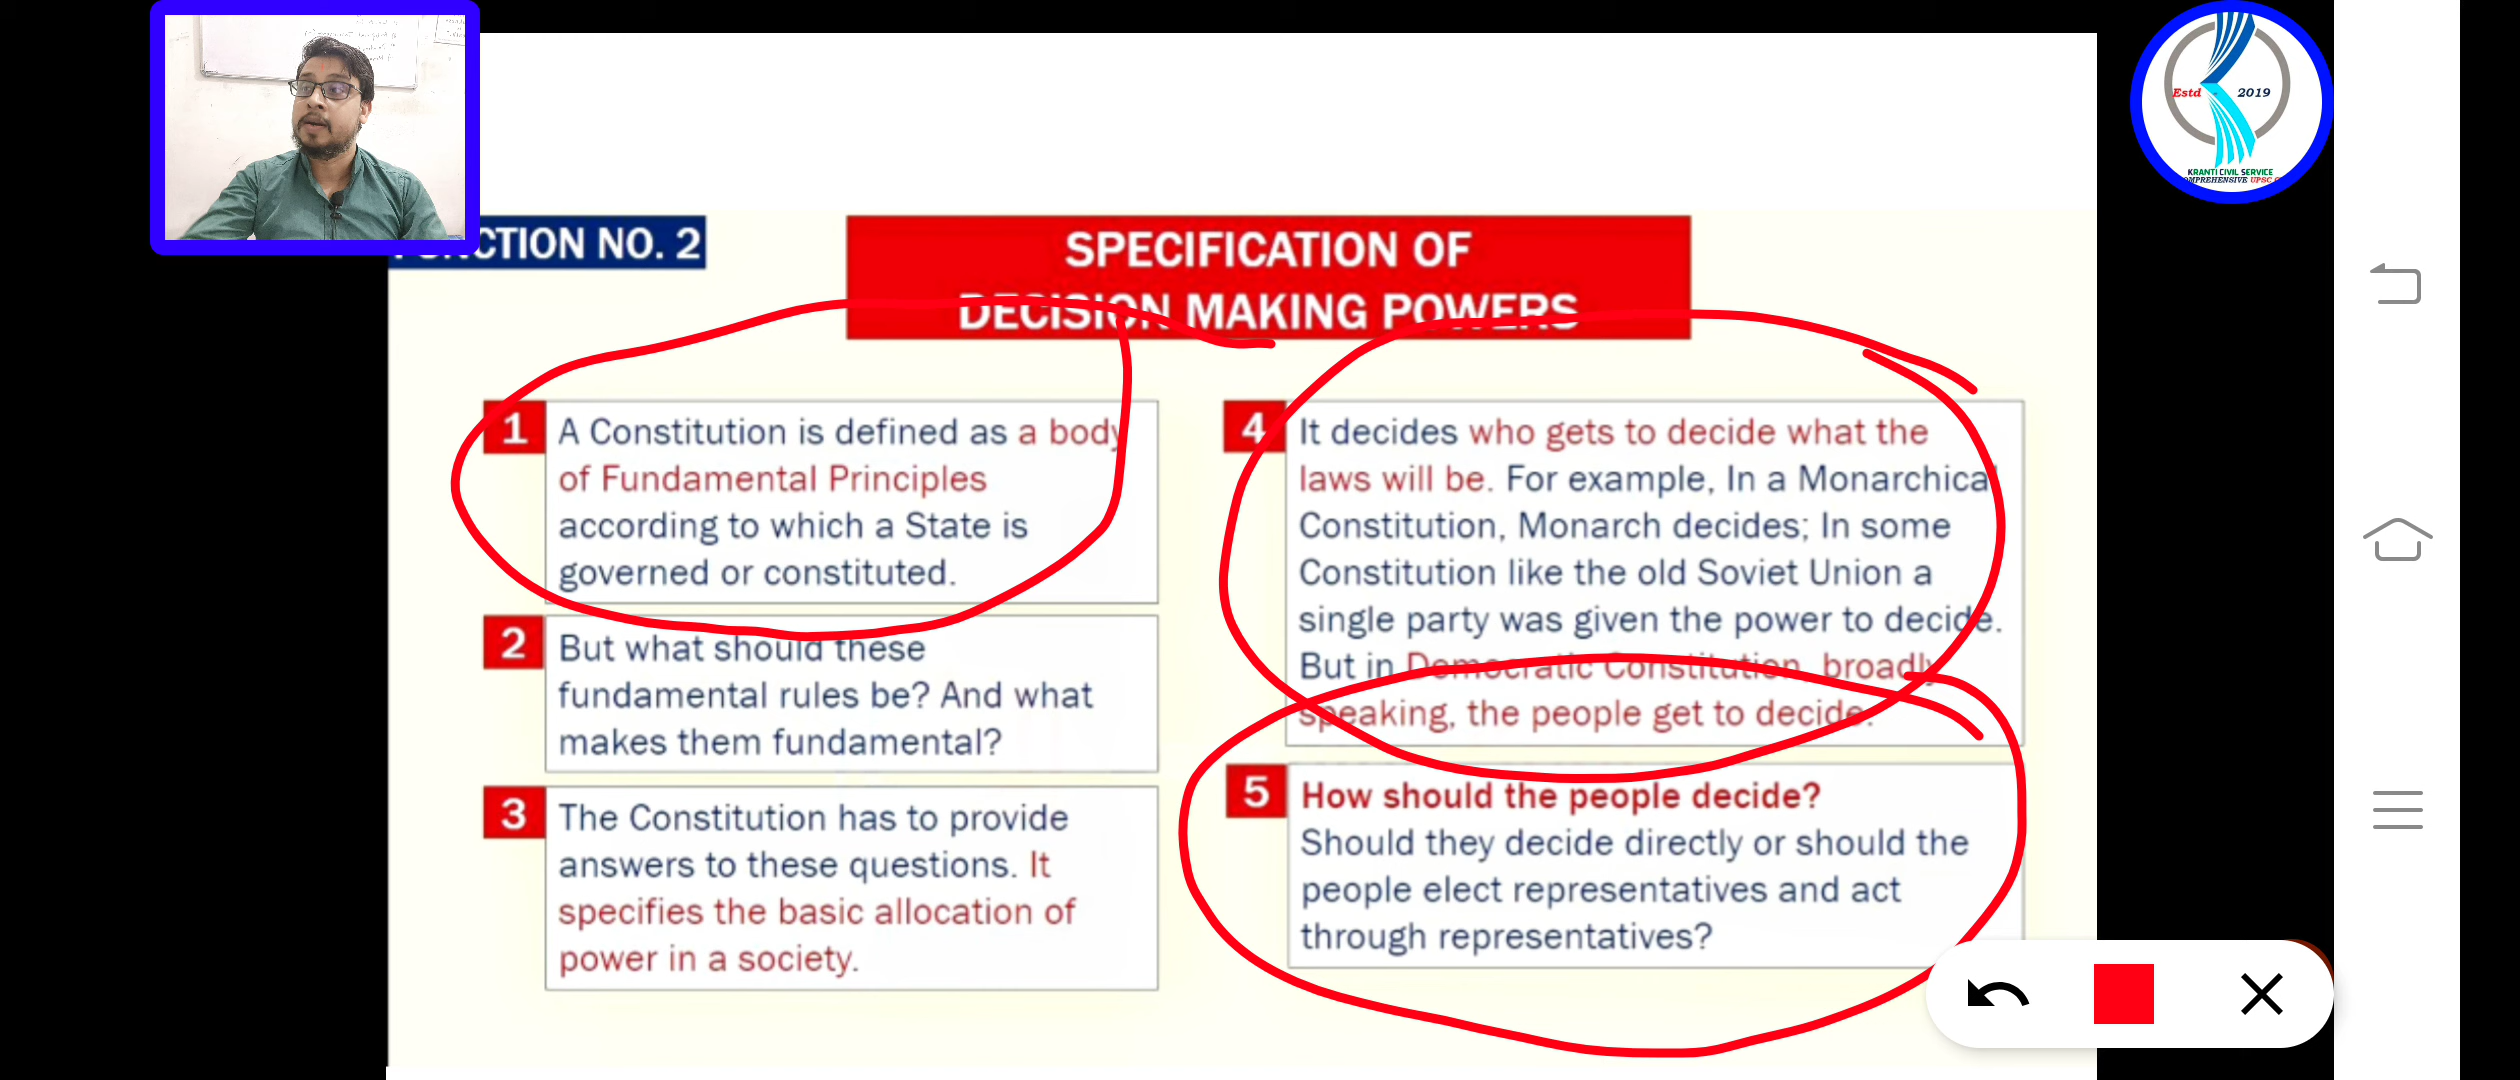 CTION NO. 2
SPECIFICATION OF
DECISION MAKING POWERS
1
A Constitution is defined as a body
of Fundamental Principles
according to which a State is
governed or constituted.
2
But what should these
fundamental rules be? And what
makes them fundamental?
3
The Constitution has to provide
answers to these questions. It
specifies the basic allocation of
power in a society.
4
It decides who gets to decide what the
laws will be. For example, In a Monarchical
Constitution, Monarch decides; In some
Constitution like the old Soviet Union a
single party was given the power to decide.
But in Democratic Constitution, broadly
speaking, the people get to decide.
5
How should the people decide?
Should they decide directly or should the
people elect representatives and act
through representatives?
Estd - 2019
KRANTI CIVIL SERVICE
OMPREHENSIVE UPSC